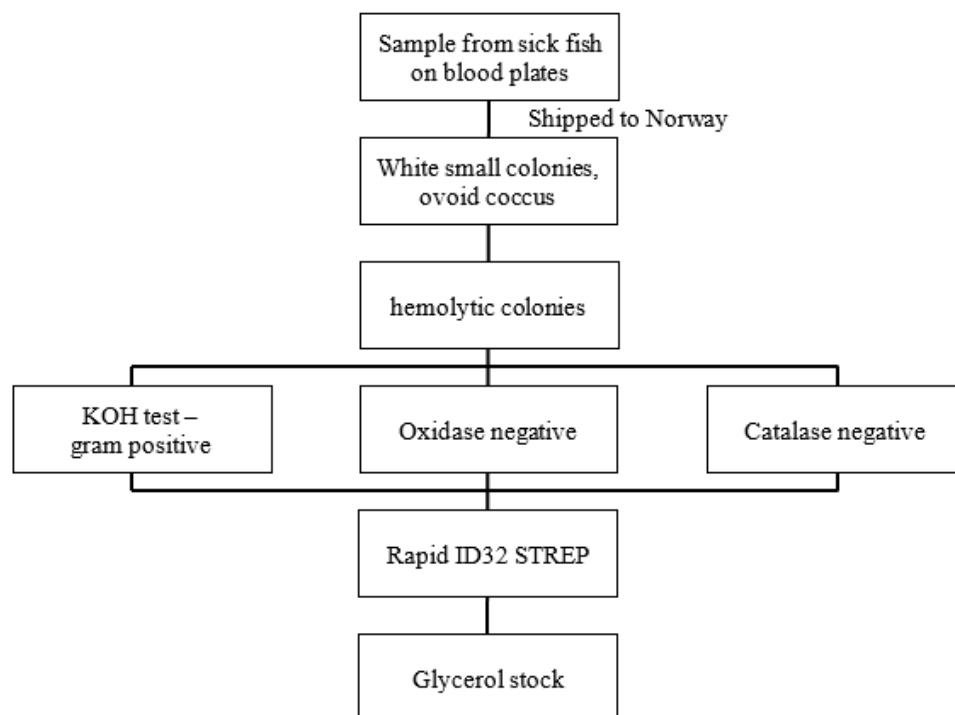 Sample from sick fish
on blood plates
Shipped to Norway
White small colonies,
ovoid coccus
hemolytic colonies
KOH test –
gram positive
Oxidase negative
Catalase negative
Rapid ID32 STREP
Glycerol stock